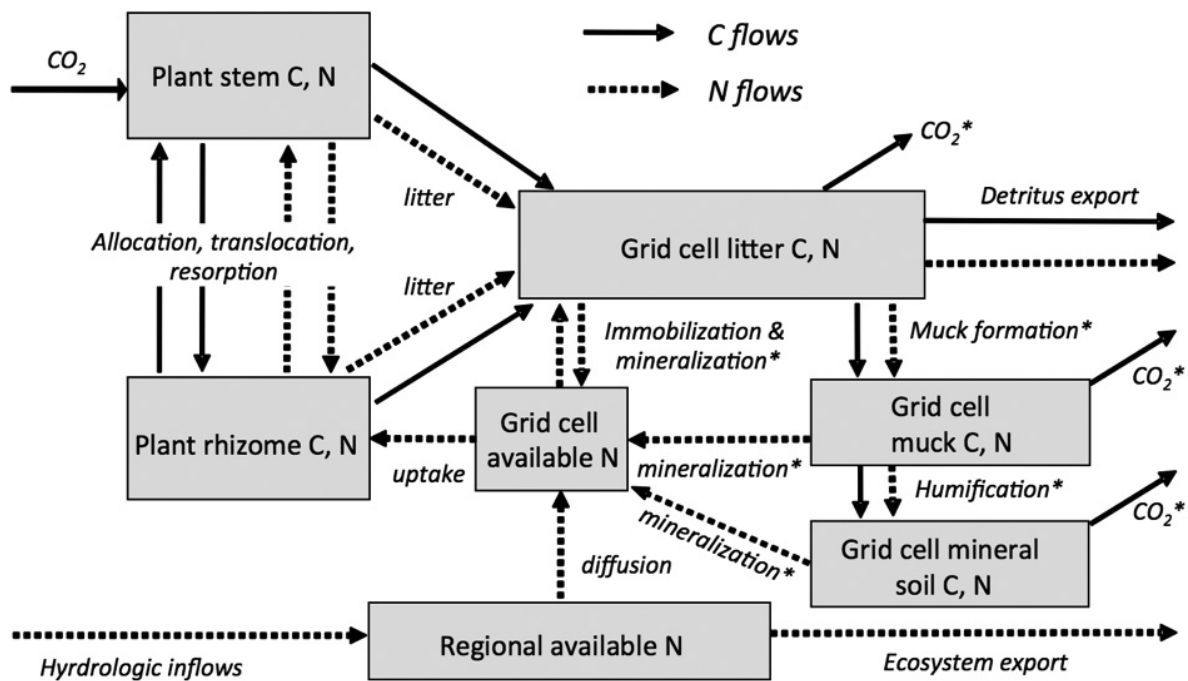 CO2
Plant stem C, N
C flows
N flows
CO2*
litter
Detritus export
Allocation, translocation,
resorption
Grid cell litter C, N
litter
Immobilization &
mineralization*
Muck formation*
CO2*
Plant rhizome C, N
uptake
Grid cell
available N
mineralization*
Grid cell
muck C, N
Humification*
CO2*
mineralization*
Grid cell mineral
soil C, N
diffusion
Hyrdrologic inflows
Regional available N
Ecosystem export